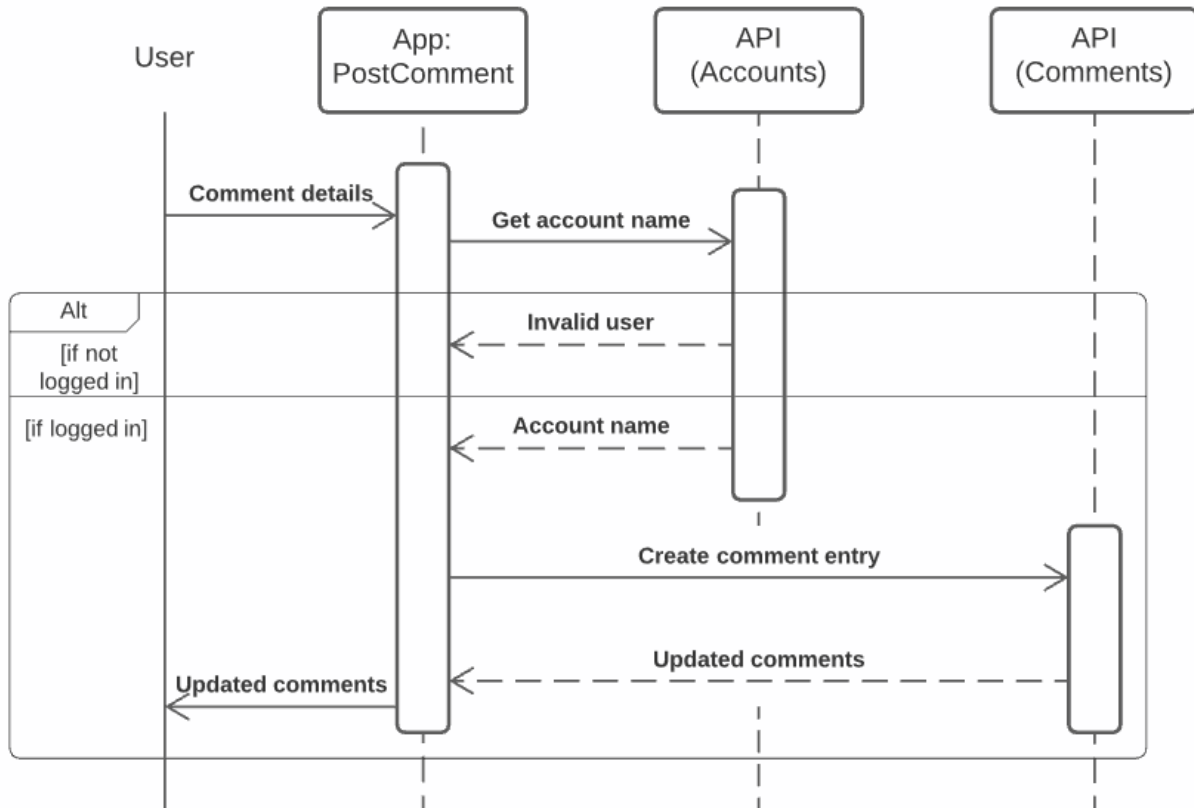 User
App:
PostComment
API
(Accounts)
API
(Comments)
Comment details
Get account name
Alt
[if not
logged in]
Invalid user
[if logged in]
Account name
Create comment entry
Updated comments
Updated comments